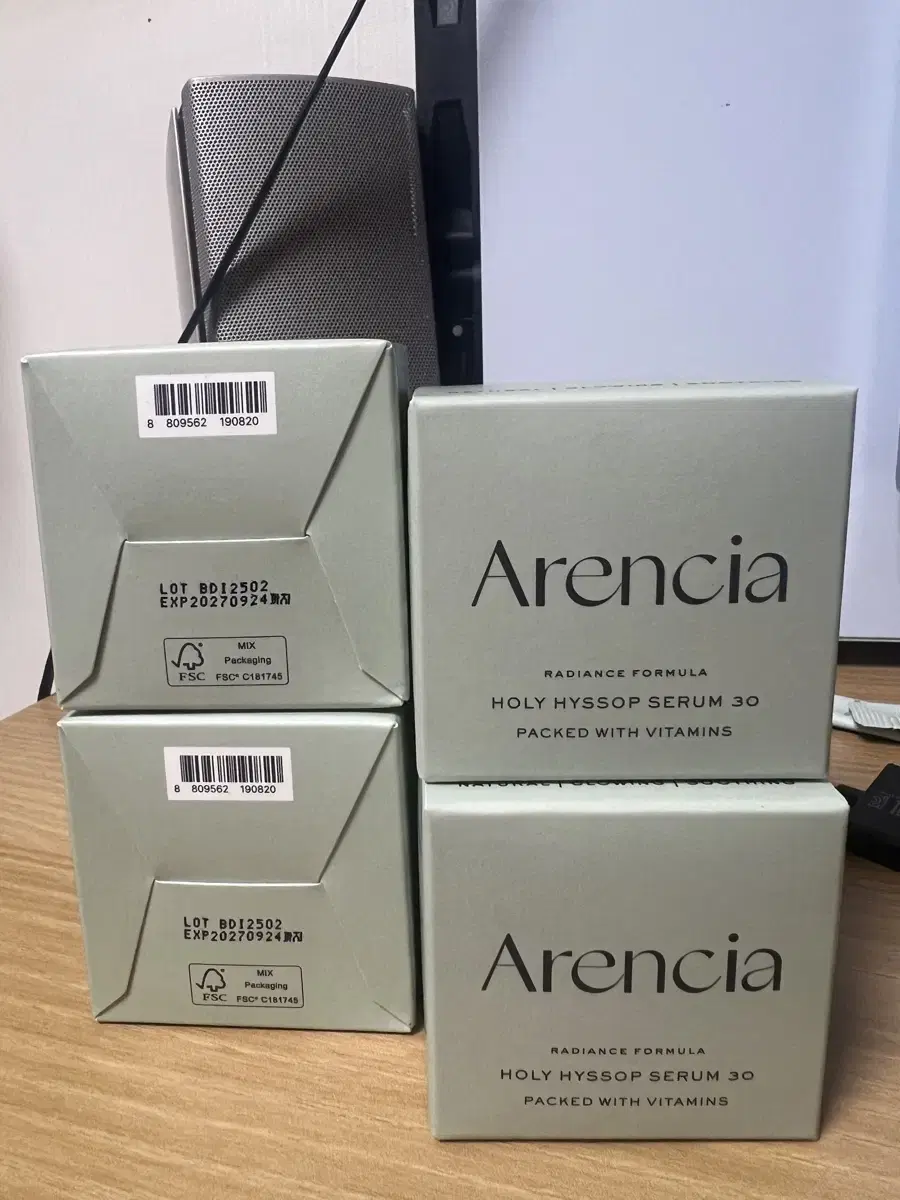 8 809562 190820
LOT BDI2502
EXP20270924까지
FSC
MIX
Packaging
FSC® C181745
Arencia
RADIANCE FORMULA
HOLY HYSSOP SERUM 30
PACKED WITH VITAMINS
8 809562 190820
LOT BDI2502
EXP20270924까지
FSC
MIX
Packaging
FSC® C181745
NATURAL | GLOWING | SOOTHING
Arencia
RADIANCE FORMULA
HOLY HYSSOP SERUM 30
PACKED WITH VITAMINS